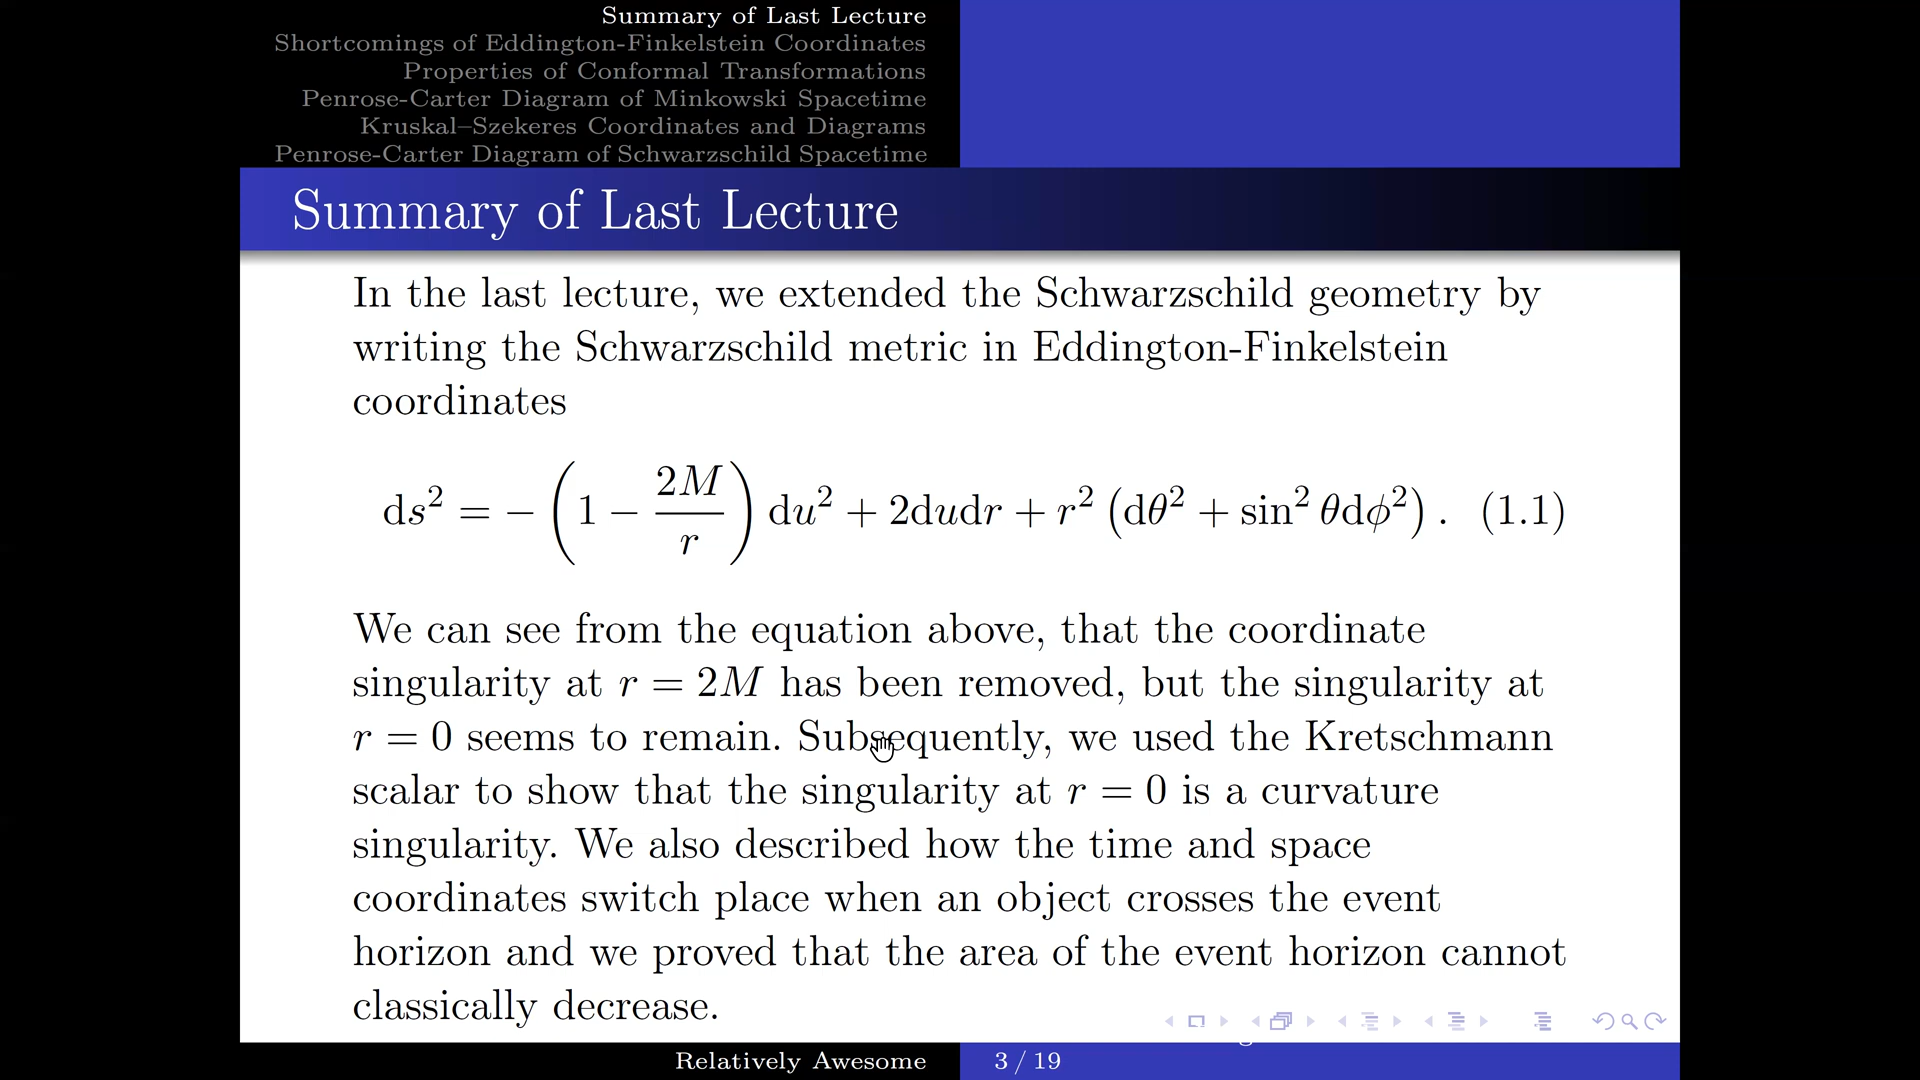 Summary of Last Lecture
Shortcomings of Eddington-Finkelstein Coordinates
Properties of Conformal Transformations
Penrose-Carter Diagram of Minkowski Spacetime
Kruskal–Szekeres Coordinates and Diagrams
Penrose-Carter Diagram of Schwarzschild Spacetime
Summary of Last Lecture
In the last lecture, we extended the Schwarzschild geometry by
writing the Schwarzschild metric in Eddington-Finkelstein
coordinates
ds² = − (1 − 2M/r) du² + 2dudr + r² (dθ² + sin² θdϕ²) . (1.1)
We can see from the equation above, that the coordinate
singularity at r = 2M has been removed, but the singularity at
r = 0 seems to remain. Subsequently, we used the Kretschmann
scalar to show that the singularity at r = 0 is a curvature
singularity. We also described how the time and space
coordinates switch place when an object crosses the event
horizon and we proved that the area of the event horizon cannot
classically decrease.
Relatively Awesome 3 / 19